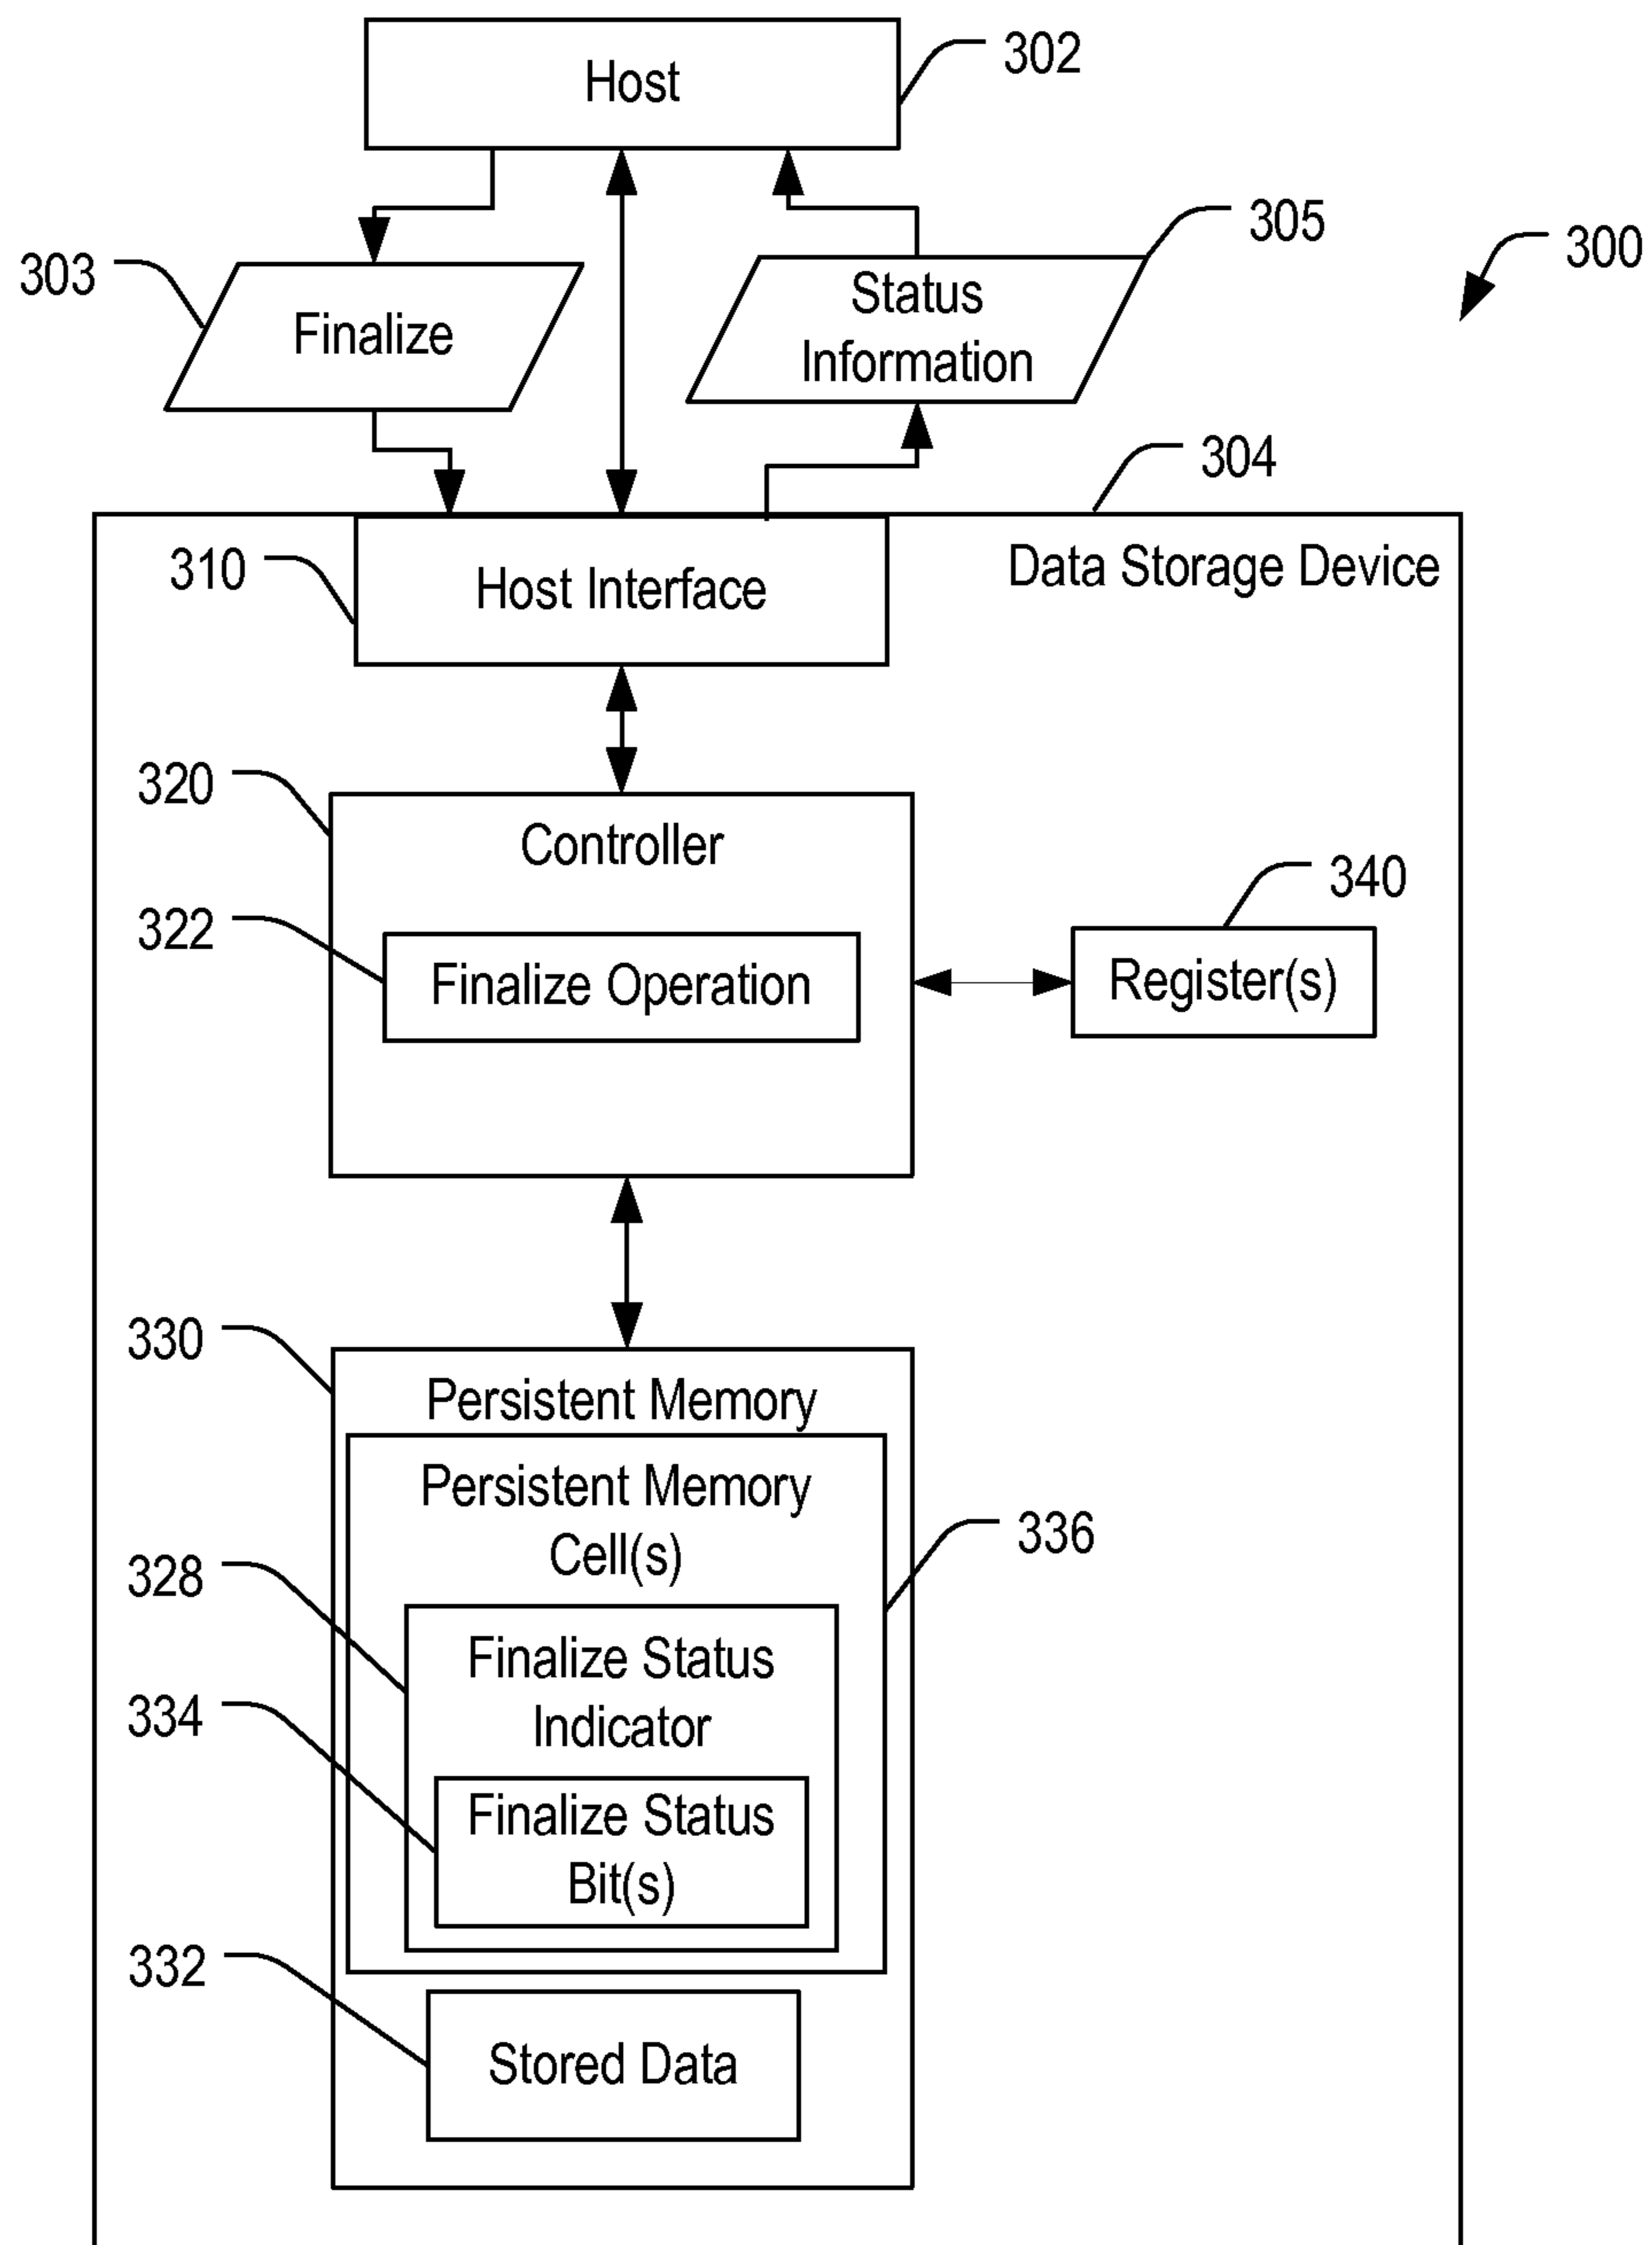 Host
302
303
Finalize
Status
Information
305
300
304
310
Host Interface
Data Storage Device
320
Controller
322
Finalize Operation
340
Register(s)
330
Persistent Memory
Persistent Memory
Cell(s)
336
328
Finalize Status
Indicator
334
Finalize Status
Bit(s)
332
Stored Data